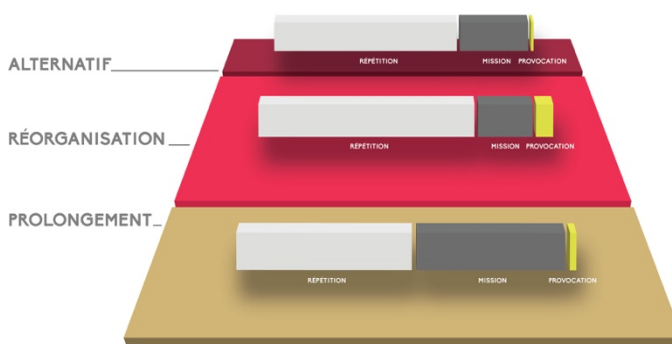 ALTERNATIF
RÉPÉTITION MISSION PROVOCATION
RÉORGANISATION
RÉPÉTITION MISSION PROVOCATION
PROLONGEMENT
RÉPÉTITION MISSION PROVOCATION